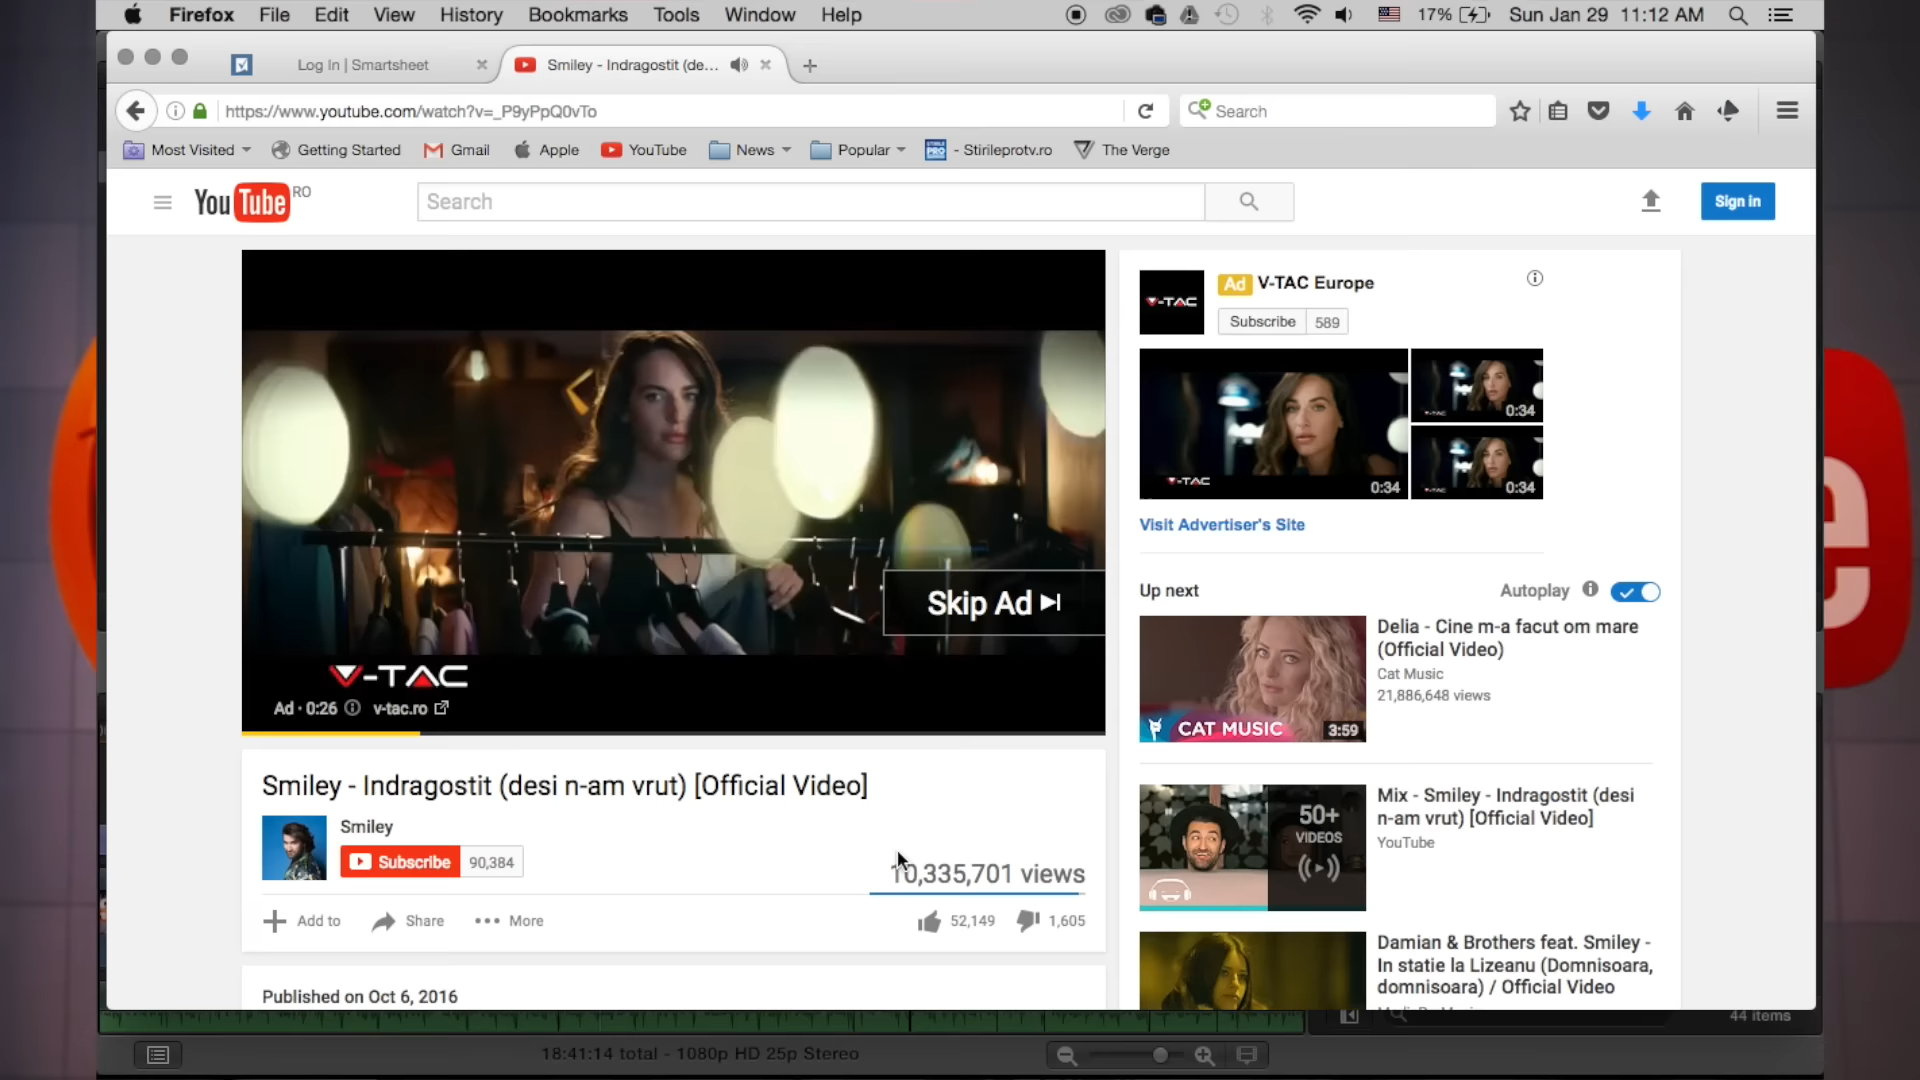 Firefox File Edit View History Bookmarks Tools Window Help 17% Sun Jan 29 11:12 AM
Log In | Smartsheet Smiley - Indragostit (de...
https://www.youtube.com/watch?v=_P9yPpQ0vTo Search
Most Visited Getting Started Gmail Apple YouTube News Popular - Stirileprotv.ro The Verge
YouTube RO Search Sign in
V-TAC
Ad V-TAC Europe
Subscribe 589
V-TAC 0:34
0:34
0:34
Visit Advertiser's Site
Skip Ad
V-TAC
Ad · 0:26 v-tac.ro
Smiley - Indragostit (desi n-am vrut) [Official Video]
Smiley
Subscribe 90,384
10,335,701 views
Add to Share More 52,149 1,605
Published on Oct 6, 2016
Up next Autoplay
CAT MUSIC 3:59
Delia - Cine m-a facut om mare
(Official Video)
Cat Music
21,886,648 views
50+
VIDEOS
Mix - Smiley - Indragostit (desi
n-am vrut) [Official Video]
YouTube
Damian & Brothers feat. Smiley -
In statie la Lizeanu (Domnisoara,
domnisoara) / Official Video
44 items
18:41:14 total - 1080p HD 25p Stereo
e